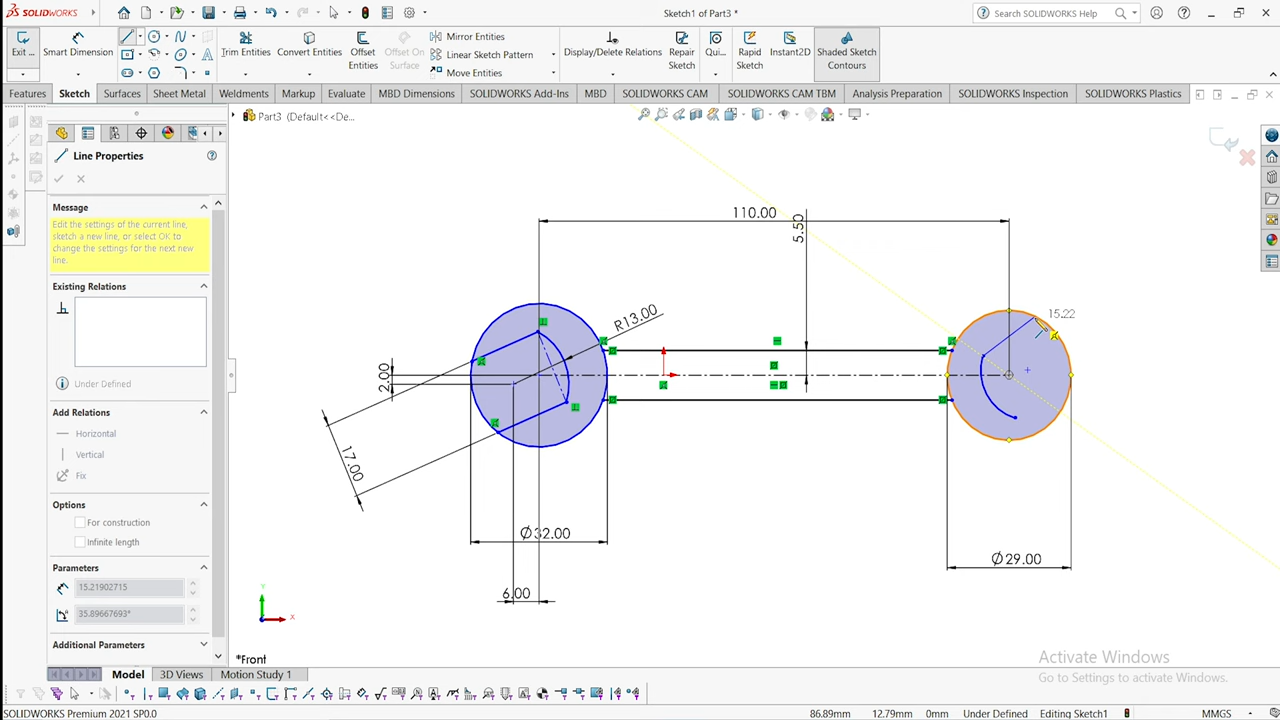 SOLIDWORKS
Sketch1 of Part3 *
Search SOLIDWORKS Help
Exit ...
Smart Dimension
Trim Entities
Convert Entities
Offset
Entities
Offset On
Surface
Mirror Entities
Linear Sketch Pattern
Move Entities
Display/Delete Relations
Repair
Sketch
Qui...
Rapid
Sketch
Instant2D
Shaded Sketch
Contours
Features
Sketch
Surfaces
Sheet Metal
Weldments
Markup
Evaluate
MBD Dimensions
SOLIDWORKS Add-Ins
MBD
SOLIDWORKS CAM
SOLIDWORKS CAM TBM
Analysis Preparation
SOLIDWORKS Inspection
SOLIDWORKS Plastics
Part3 (Default<<De...
Line Properties
Message
Edit the settings of the current line,
sketch a new line, or select OK to
change the settings for the next new
line.
Existing Relations
Under Defined
Add Relations
Horizontal
Vertical
Fix
Options
For construction
Infinite length
Parameters
15.21902715
35.89667693°
Additional Parameters
110.00
5.50
R13.00
15.22
2.00
17.00
Ø32.00
Ø29.00
6.00
Y
X
*Front
Activate Windows
Go to Settings to activate Windows.
Model
3D Views
Motion Study 1
SOLIDWORKS Premium 2021 SP0.0
86.89mm
12.79mm
0mm
Under Defined
Editing Sketch1
MMGS